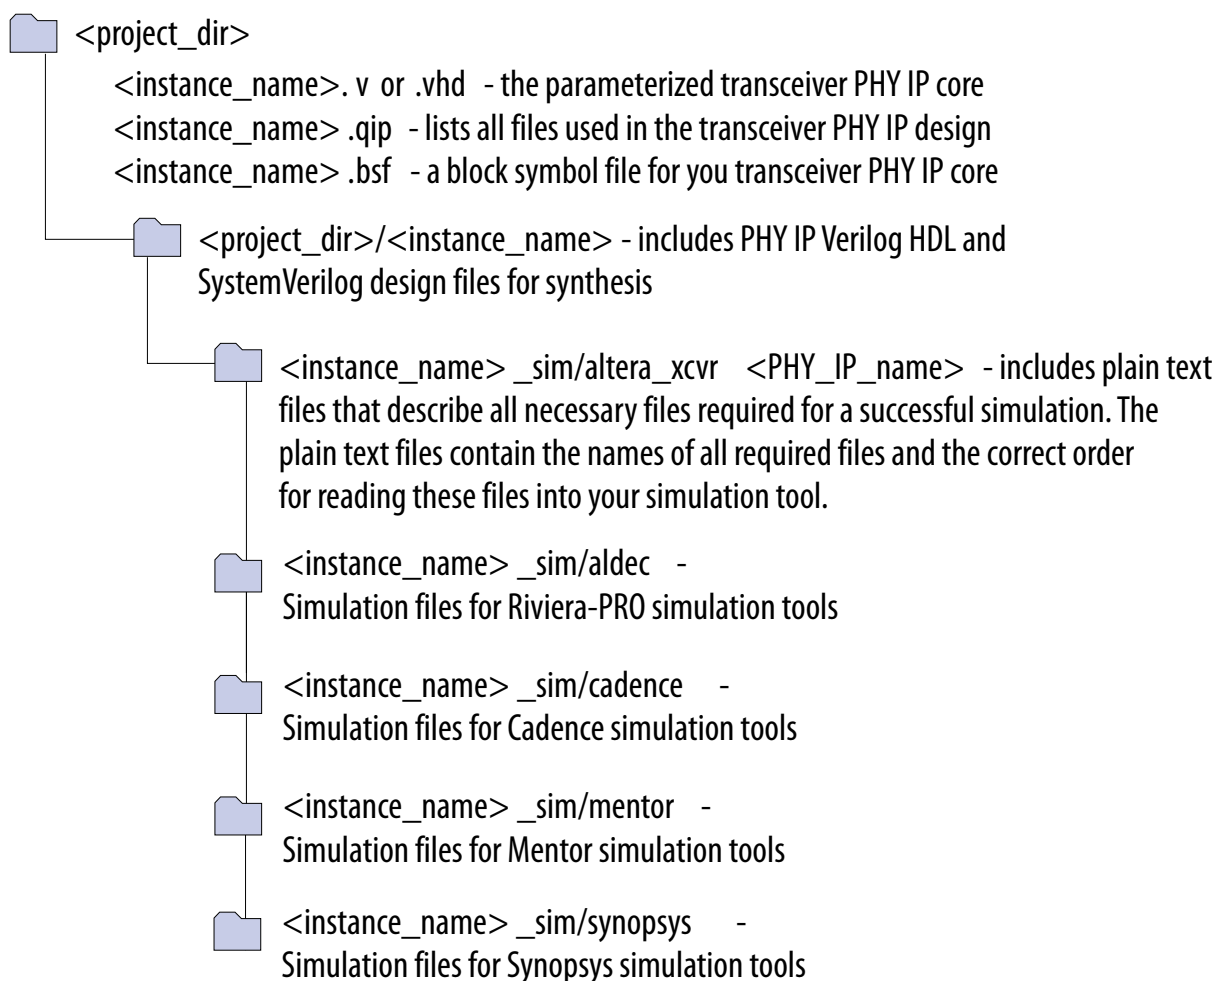 <project_dir>
<instance_name>. v or .vhd - the parameterized transceiver PHY IP core
<instance_name> .qip - lists all files used in the transceiver PHY IP design
<instance_name> .bsf - a block symbol file for you transceiver PHY IP core
<project_dir>/<instance_name> - includes PHY IP Verilog HDL and
SystemVerilog design files for synthesis
<instance_name> _sim/altera_xcvr <PHY_IP_name> - includes plain text
files that describe all necessary files required for a successful simulation. The
plain text files contain the names of all required files and the correct order
for reading these files into your simulation tool.
<instance_name> _sim/aldec -
Simulation files for Riviera-PRO simulation tools
<instance_name> _sim/cadence -
Simulation files for Cadence simulation tools
<instance_name> _sim/mentor -
Simulation files for Mentor simulation tools
<instance_name> _sim/synopsys -
Simulation files for Synopsys simulation tools